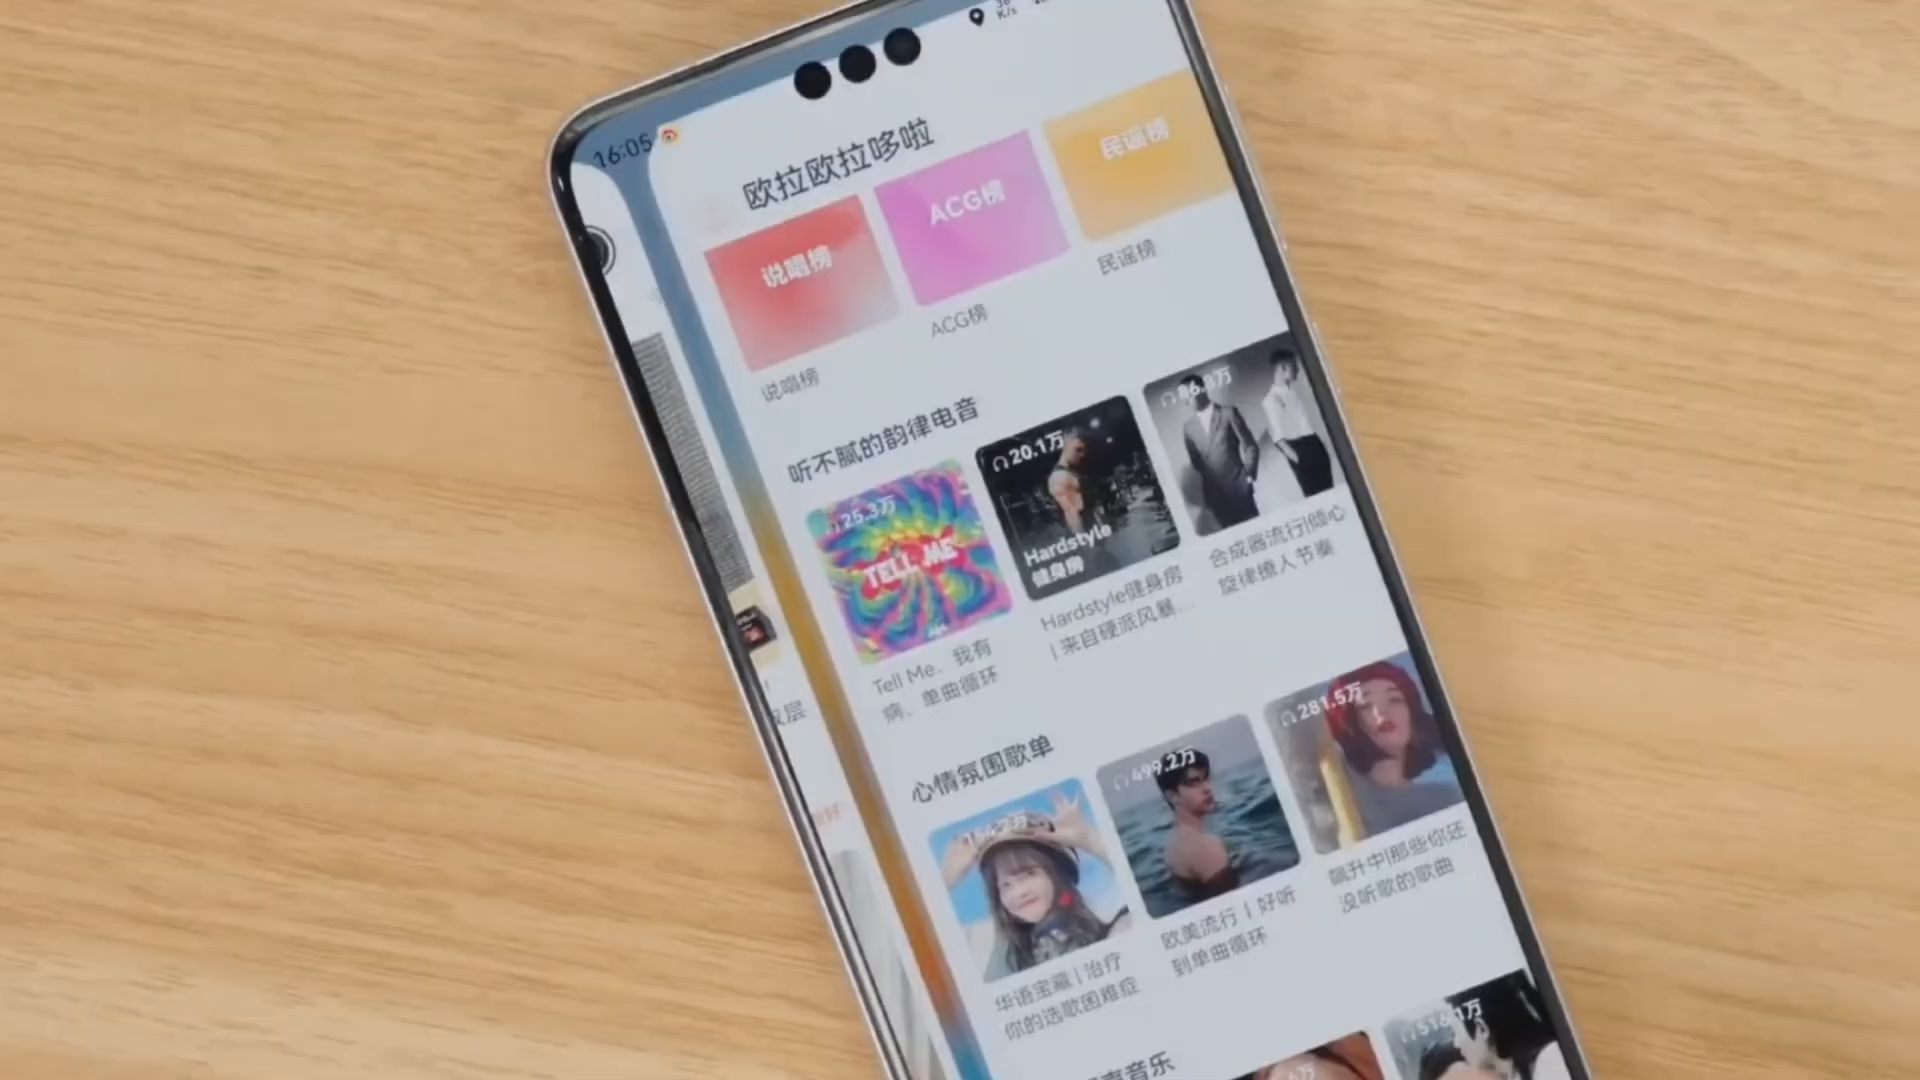 16:05
K/s
欧拉欧拉哆啦
说唱榜
ACG榜
民谣榜
说唱榜
ACG榜
民谣榜
听不腻的韵律电音
25.3万
TELL ME
20.1万
Hardstyle
健身房
86.8万
Tell Me、我有
病、单曲循环
Hardstyle健身房
| 来自硬派风暴...
合成器流行|倾心
旋律撩人节奏
心情氛围歌单
499.2万
281.5万
华语宝藏 | 治疗
你的选歌困难症
欧美流行丨好听
到单曲循环
飙升中|那些你还
没听歌的歌曲
音乐
万